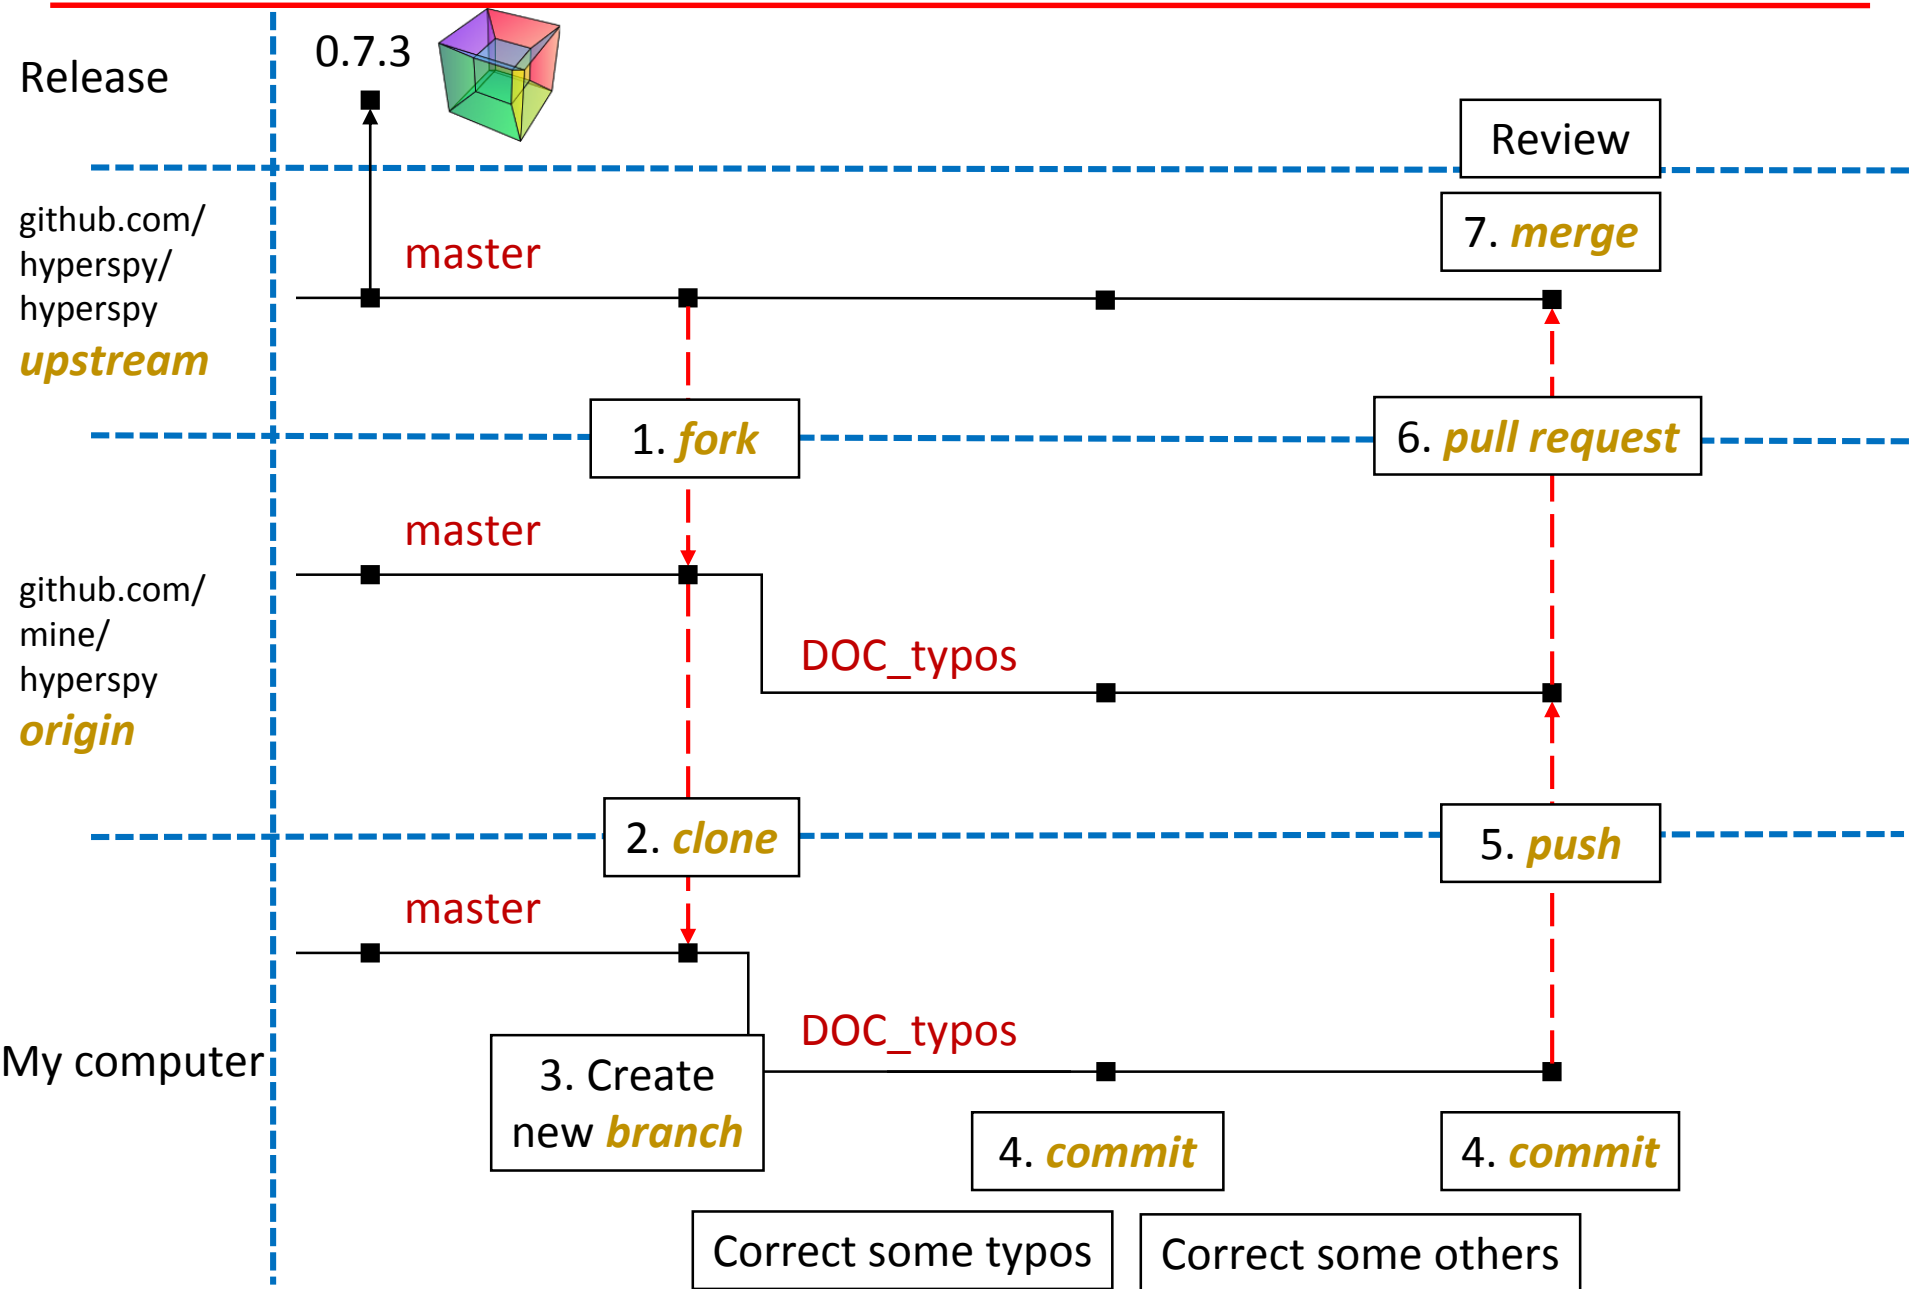 Release
0.7.3
Review
github.com/
hyperspy/
hyperspy
upstream
master
7. merge
1. fork
6. pull request
github.com/
mine/
hyperspy
origin
master
DOC_typos
2. clone
5. push
My computer
master
DOC_typos
3. Create
new branch
4. commit
4. commit
Correct some typos
Correct some others